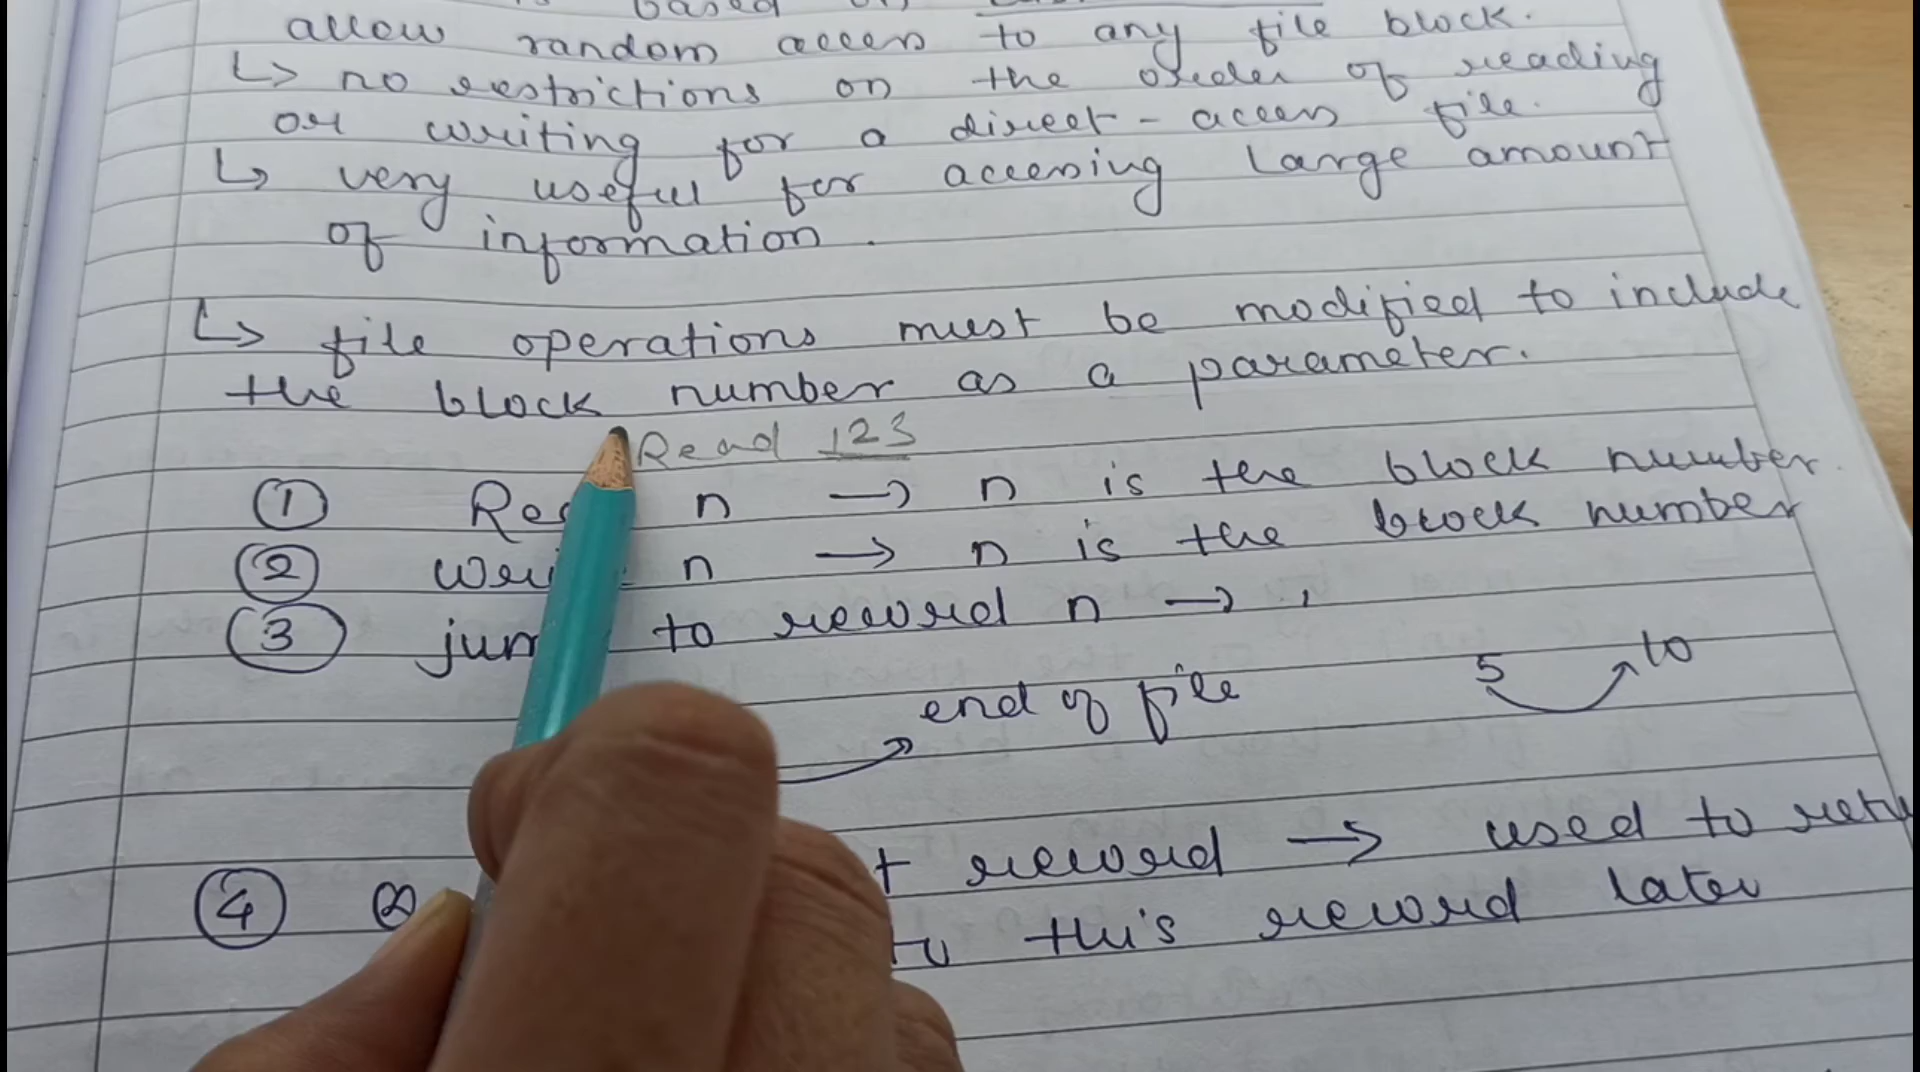 based on
allow random access to any file block.
↳ no restrictions on the order of reading
or writing for a direct-access file.
↳ very useful for accessing large amount
of information.
↳ file operations must be modified to include
the block number as a parameter.
Read 123
① n → n is the block number.
② n → n is the block number
③ to record n →
end of file 5 10
④ record → used to
to this record later